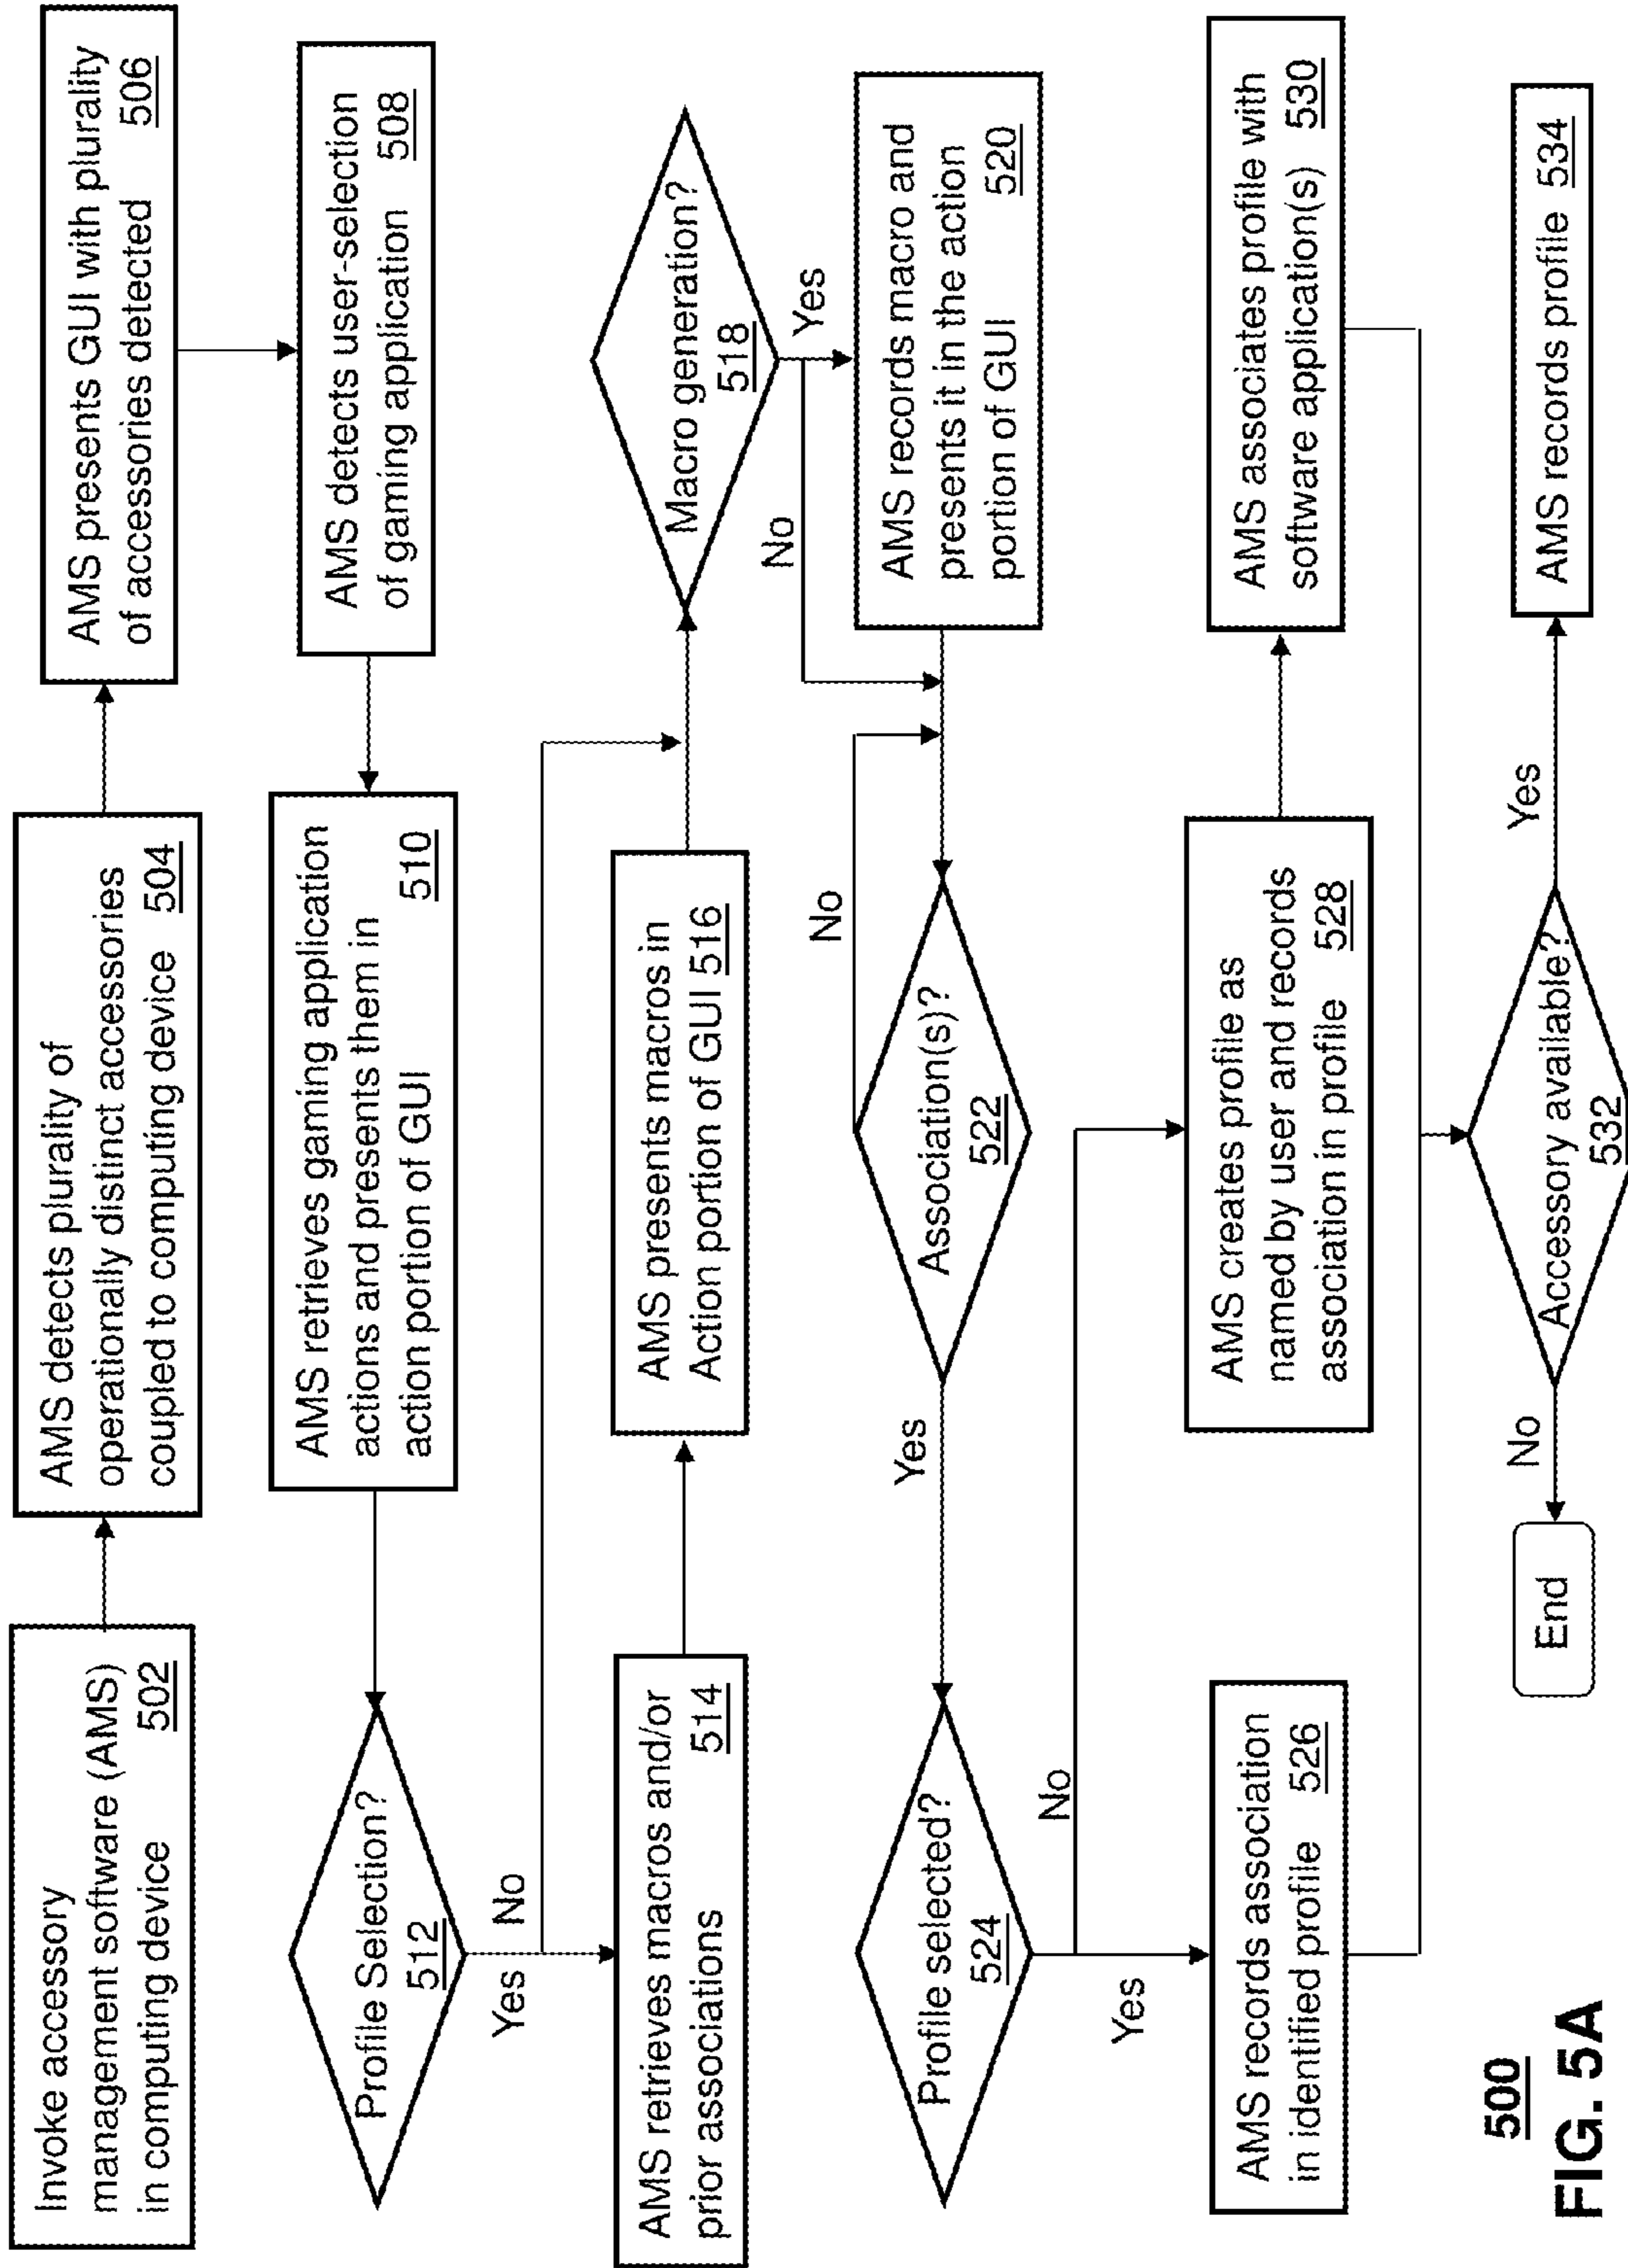 Invoke accessory
management software (AMS)
in computing device 502
AMS detects plurality of
operationally distinct accessories
coupled to computing device 504
AMS presents GUI with plurality
of accessories detected 506
AMS detects user-selection
of gaming application 508
AMS retrieves gaming application
actions and presents them in
action portion of GUI 510
Profile Selection?
512
Yes
No
AMS retrieves macros and/or
prior associations 514
AMS presents macros in
Action portion of GUI 516
Macro generation?
518
No
Yes
AMS records macro and
presents it in the action
portion of GUI 520
No
Association(s)?
522
Yes
Profile selected?
524
Yes
No
AMS records association
in identified profile 526
AMS creates profile as
named by user and records
association in profile 528
AMS associates profile with
software application(s) 530
Accessory available?
532
No
Yes
End
AMS records profile 534
500
FIG. 5A